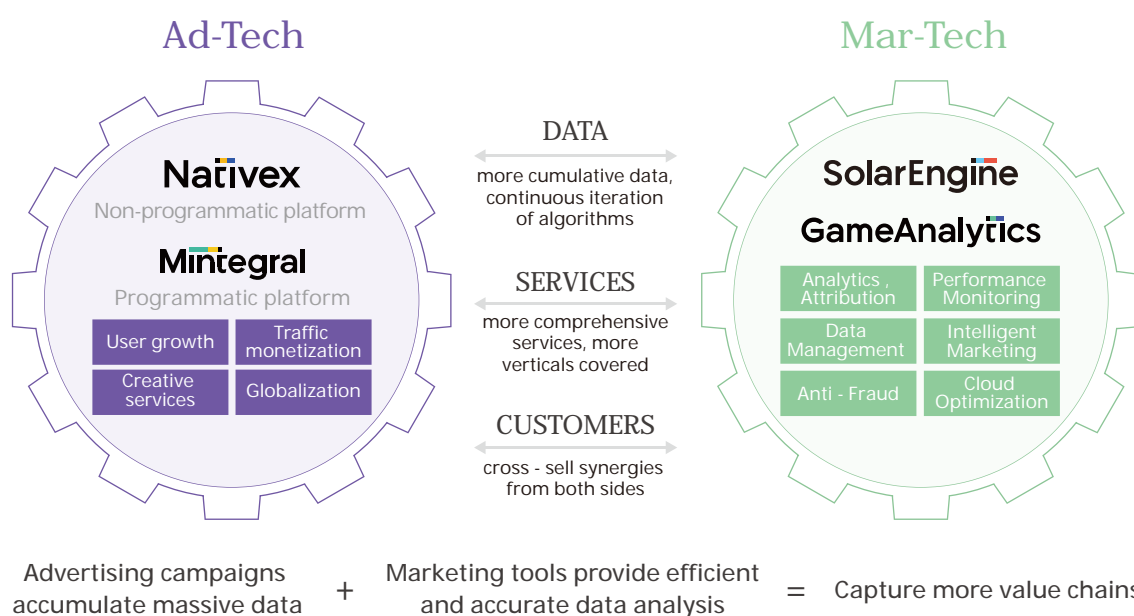 Ad-Tech
Nativex
Non-programmatic platform
Mintegral
Programmatic platform
User growth
Traffic
monetization
Creative
services
Globalization
DATA
more cumulative data,
continuous iteration
of algorithms
SERVICES
more comprehensive
services, more
verticals covered
CUSTOMERS
cross - sell synergies
from both sides
Mar-Tech
SolarEngine
GameAnalytics
Analytics ,
Attribution
Performance
Monitoring
Data
Management
Intelligent
Marketing
Anti - Fraud
Cloud
Optimization
Advertising campaigns
accumulate massive data
+
Marketing tools provide efficient
and accurate data analysis
=
Capture more value chains